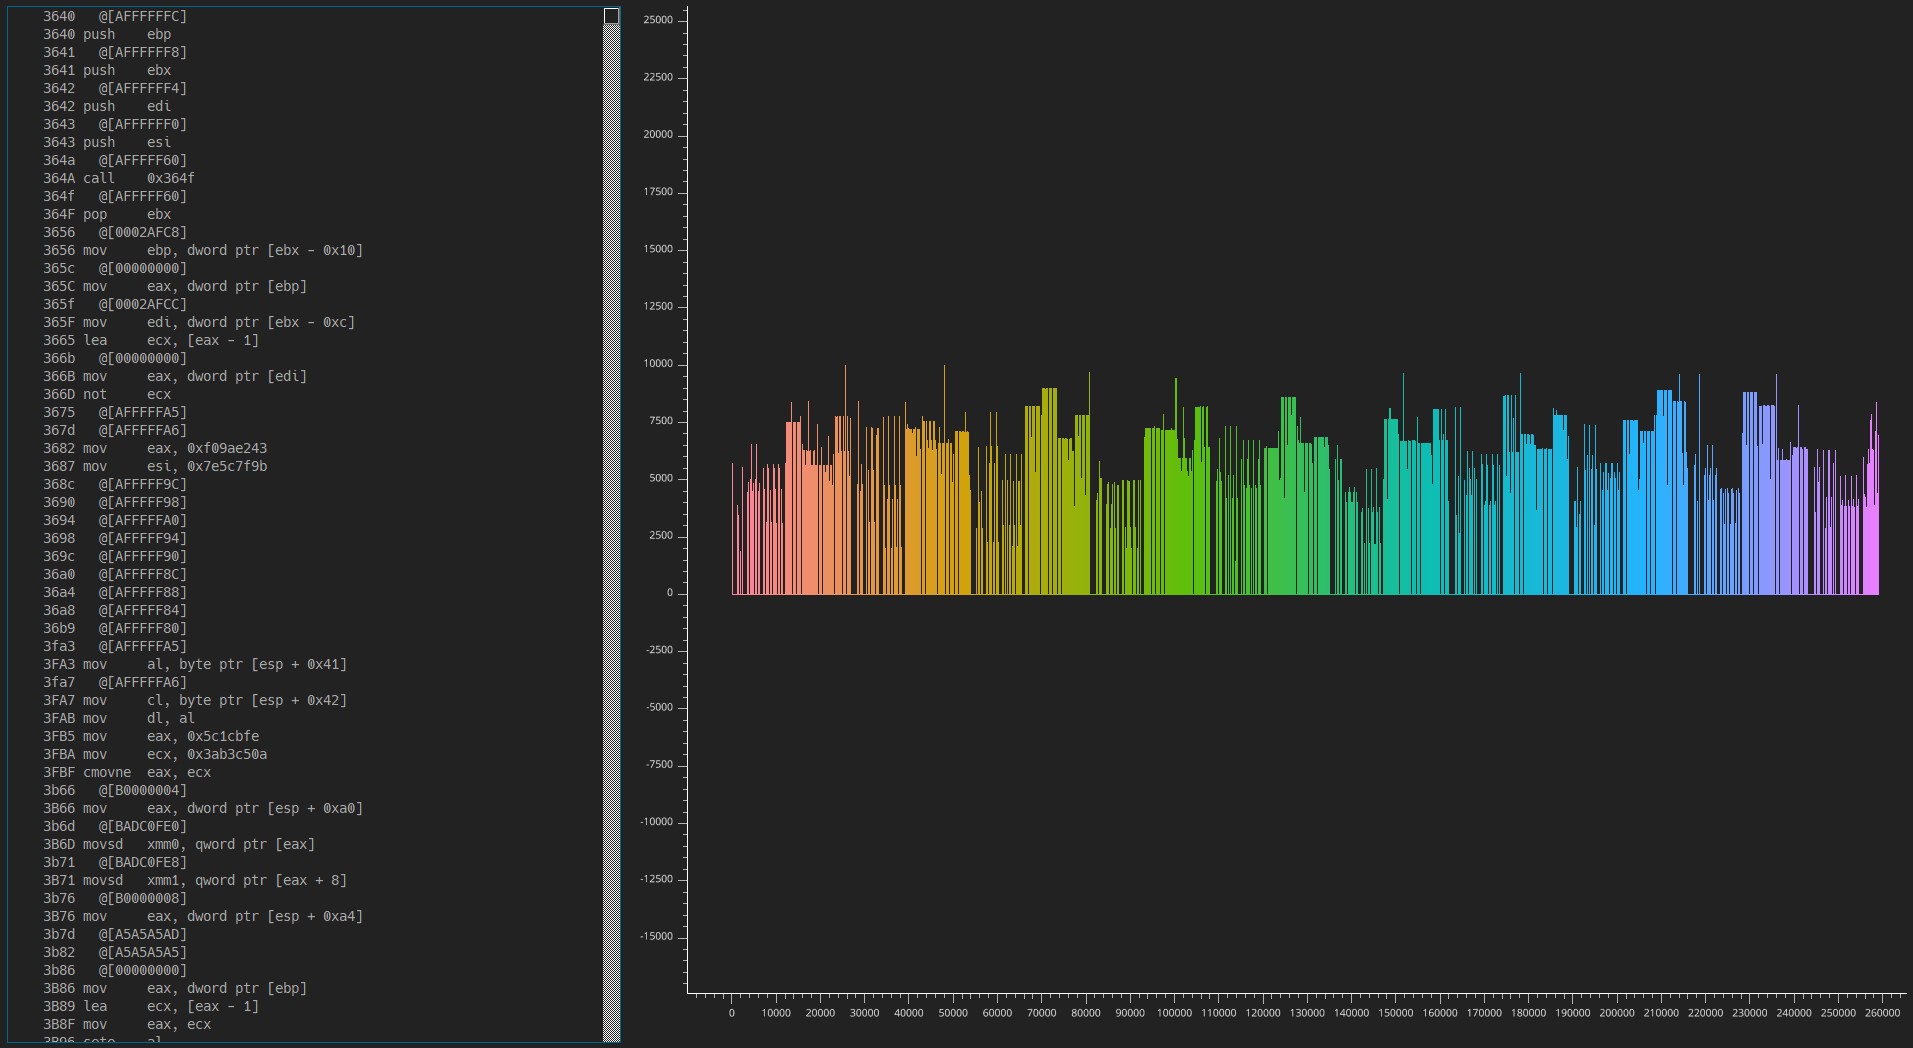 3640   @[AFFFFFFC]
3640 push    ebp
3641   @[AFFFFFF8]
3641 push    ebx
3642   @[AFFFFFF4]
3642 push    edi
3643   @[AFFFFFF0]
3643 push    esi
364a   @[AFFFFF60]
364A call    0x364f
364f   @[AFFFFF60]
364F pop     ebx
3656   @[0002AFC8]
3656 mov     ebp, dword ptr [ebx - 0x10]
365c   @[00000000]
365C mov     eax, dword ptr [ebp]
365f   @[0002AFCC]
365F mov     edi, dword ptr [ebx - 0xc]
3665 lea     ecx, [eax - 1]
366b   @[00000000]
366B mov     eax, dword ptr [edi]
366D not     ecx
3675   @[AFFFFFA5]
367d   @[AFFFFFA6]
3682 mov     eax, 0xf09ae243
3687 mov     esi, 0x7e5c7f9b
368c   @[AFFFFF9C]
3690   @[AFFFFF98]
3694   @[AFFFFFA0]
3698   @[AFFFFF94]
369c   @[AFFFFF90]
36a0   @[AFFFFF8C]
36a4   @[AFFFFF88]
36a8   @[AFFFFF84]
36b9   @[AFFFFF80]
3fa3   @[AFFFFFA5]
3FA3 mov     al, byte ptr [esp + 0x41]
3fa7   @[AFFFFFA6]
3FA7 mov     cl, byte ptr [esp + 0x42]
3FAB mov     dl, al
3FB5 mov     eax, 0x5c1cbfe
3FBA mov     ecx, 0x3ab3c50a
3FBF cmovne  eax, ecx
3b66   @[B0000004]
3B66 mov     eax, dword ptr [esp + 0xa0]
3b6d   @[BADC0FE0]
3B6D movsd   xmm0, qword ptr [eax]
3b71   @[BADC0FE8]
3B71 movsd   xmm1, qword ptr [eax + 8]
3b76   @[B0000008]
3B76 mov     eax, dword ptr [esp + 0xa4]
3b7d   @[A5A5A5AD]
3b82   @[A5A5A5A5]
3b86   @[00000000]
3B86 mov     eax, dword ptr [ebp]
3B89 lea     ecx, [eax - 1]
3B8F mov     eax, ecx
25000
22500
20000
17500
15000
12500
10000
7500
5000
2500
0
-2500
-5000
-7500
-10000
-12500
-15000
0 10000 20000 30000 40000 50000 60000 70000 80000 90000 100000 110000 120000 130000 140000 150000 160000 170000 180000 190000 200000 210000 220000 230000 240000 250000 260000